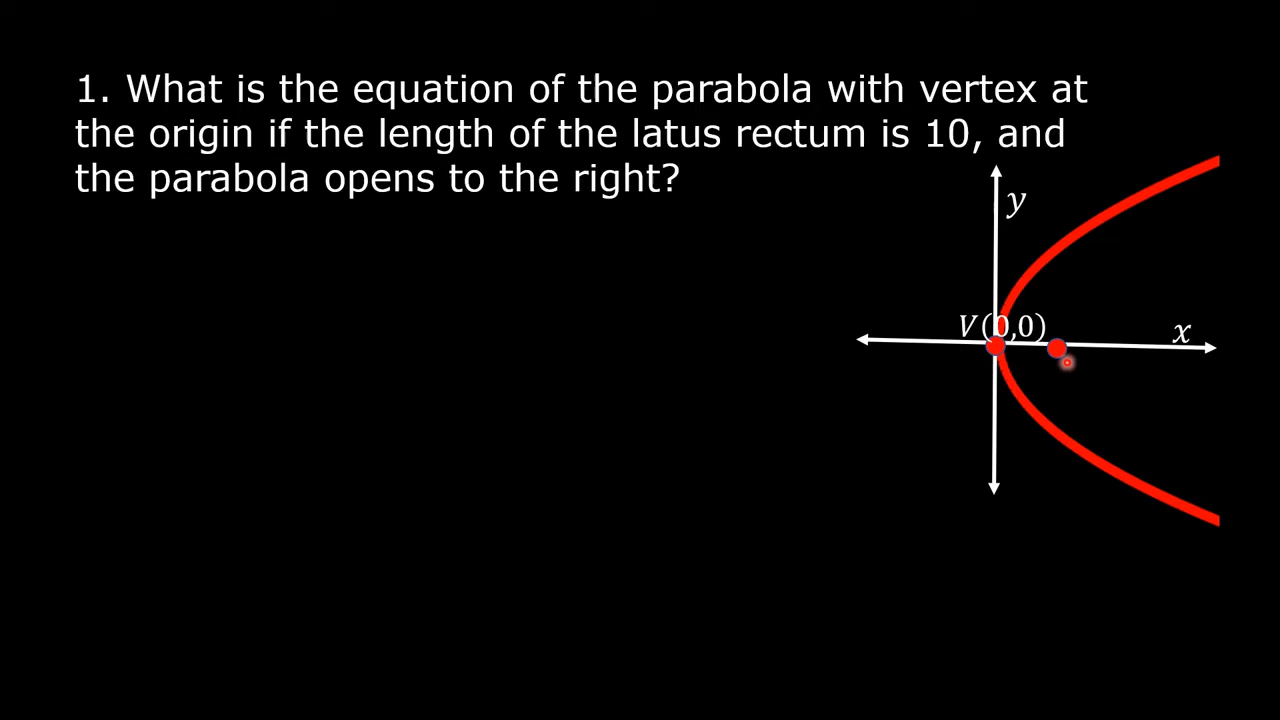 1. What is the equation of the parabola with vertex at
the origin if the length of the latus rectum is 10, and
the parabola opens to the right?
y
V(0,0)
x